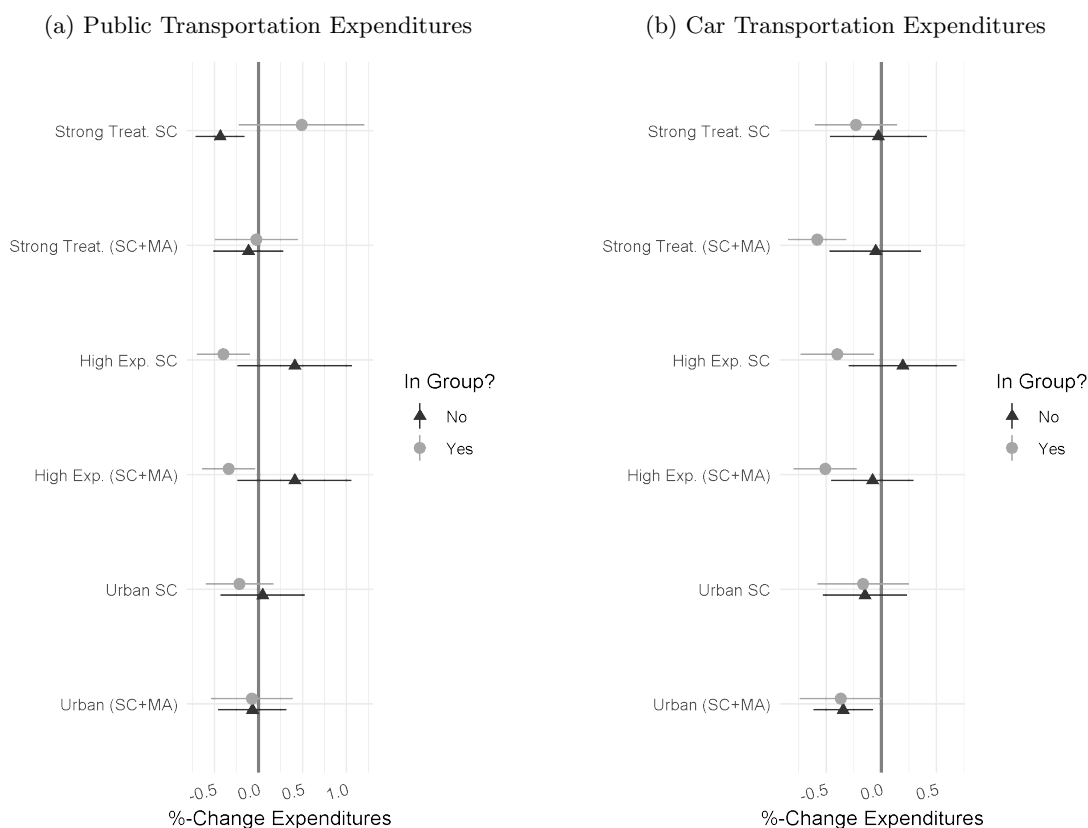 (a) Public Transportation Expenditures
Strong Treat. SC
Strong Treat. (SC+MA)
High Exp. SC
High Exp. (SC+MA)
Urban SC
Urban (SC+MA)
-0.5 0.0 0.5 1.0
%-Change Expenditures
In Group?
No
Yes
(b) Car Transportation Expenditures
Strong Treat. SC
Strong Treat. (SC+MA)
High Exp. SC
High Exp. (SC+MA)
Urban SC
Urban (SC+MA)
-0.5 0.0 0.5
%-Change Expenditures
In Group?
No
Yes